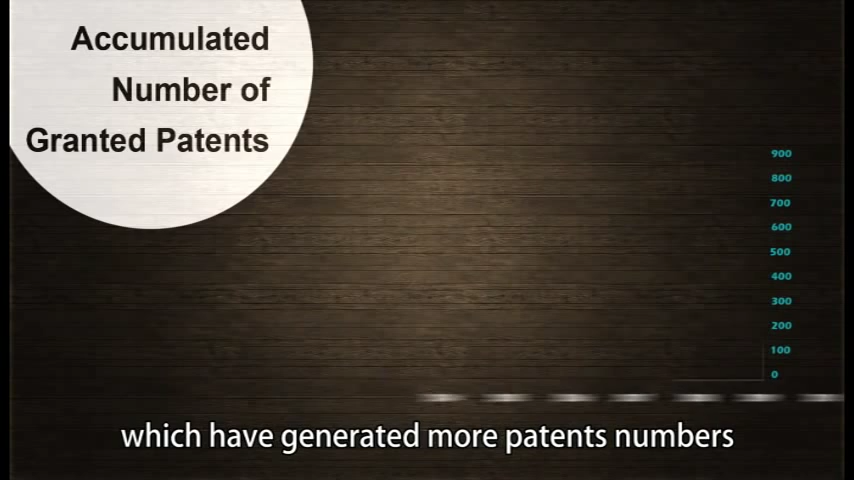 Accumulated
Number of
Granted Patents
900
800
700
600
500
400
300
200
100
0
which have generated more patents numbers